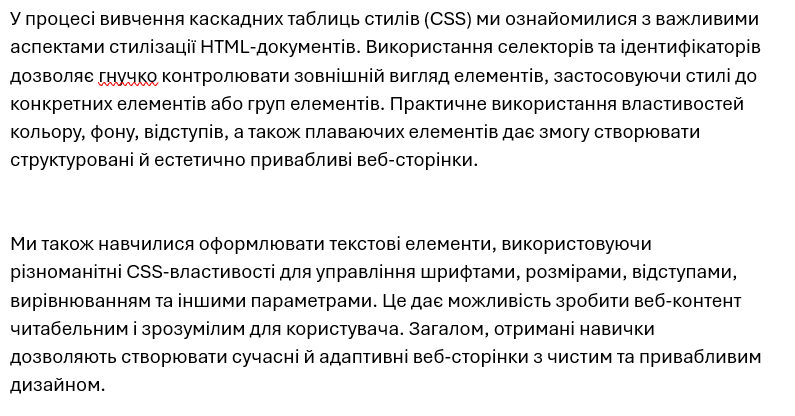 У процесі вивчення каскадних таблиць стилів (CSS) ми ознайомилися з важливими
аспектами стилізації HTML-документів. Використання селекторів та ідентифікаторів
дозволяє гнучко контролювати зовнішній вигляд елементів, застосовуючи стилі до
конкретних елементів або груп елементів. Практичне використання властивостей
кольору, фону, відступів, а також плаваючих елементів дає змогу створювати
структуровані й естетично привабливі веб-сторінки.
Ми також навчилися оформлювати текстові елементи, використовуючи
різноманітні CSS-властивості для управління шрифтами, розмірами, відступами,
вирівнюванням та іншими параметрами. Це дає можливість зробити веб-контент
читабельним і зрозумілим для користувача. Загалом, отримані навички
дозволяють створювати сучасні й адаптивні веб-сторінки з чистим та привабливим
дизайном.